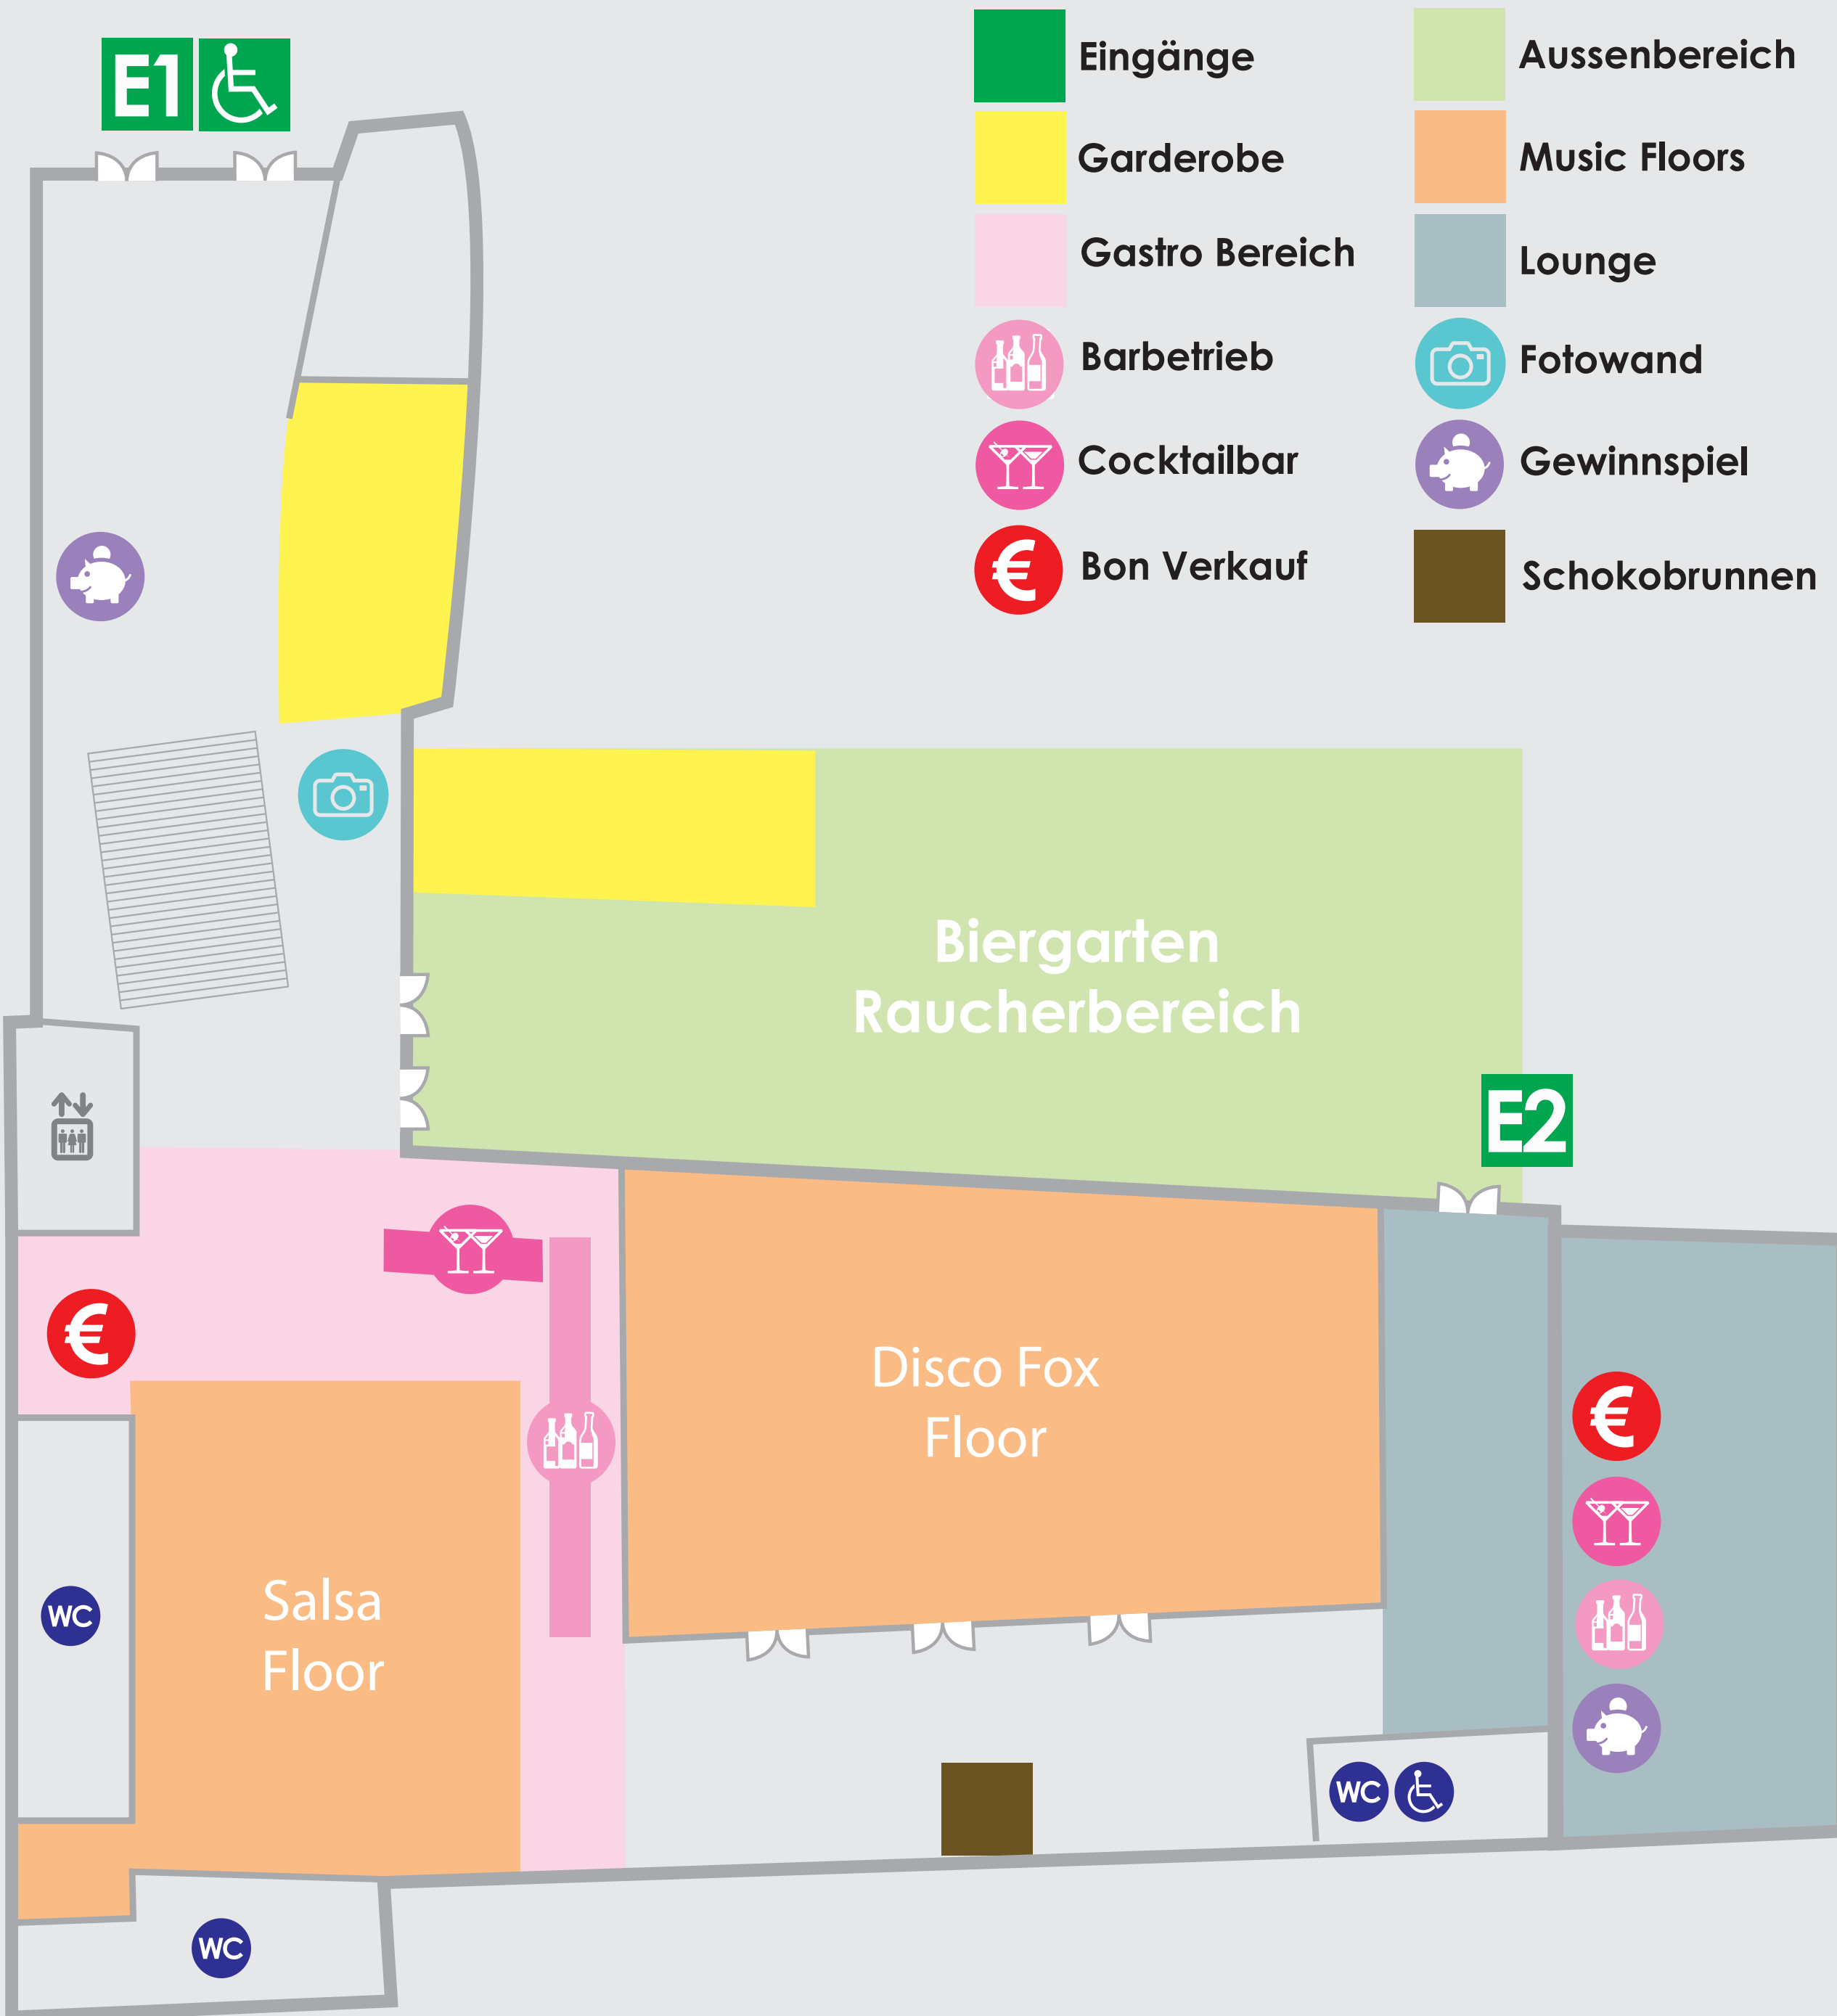 E1
Eingänge
Garderobe
Gastro Bereich
Barbetrieb
Cocktailbar
€
Bon Verkauf
Aussenbereich
Music Floors
Lounge
Fotowand
Gewinnspiel
Schokobrunnen
Biergarten
Raucherbereich
E2
€
Disco Fox
Floor
€
Salsa
Floor
WC
WC
WC